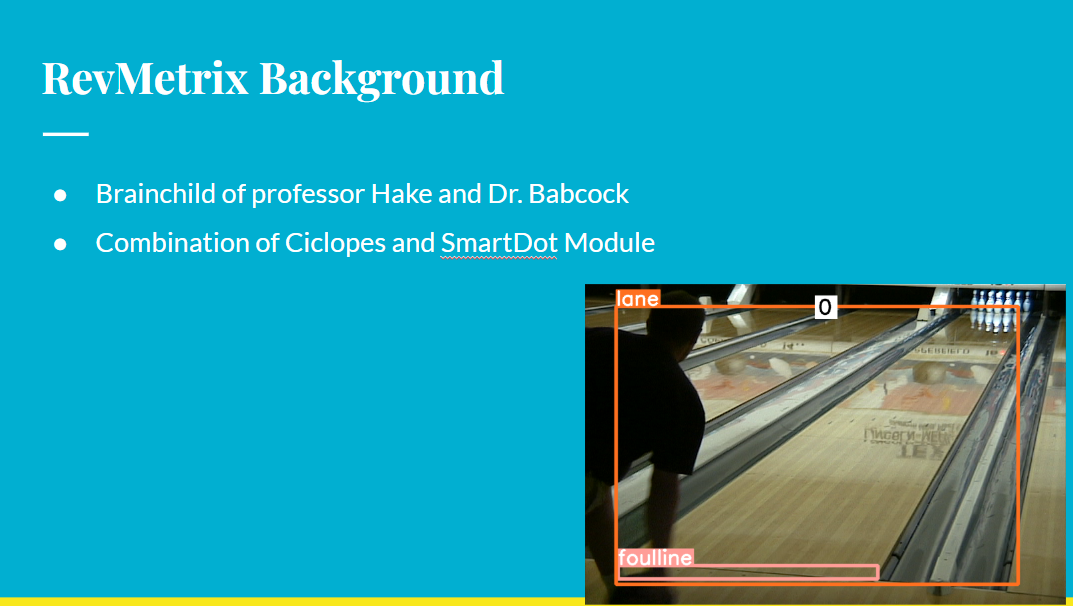 RevMetrix Background
● Brainchild of professor Hake and Dr. Babcock
● Combination of Ciclopes and SmartDot Module
lane
0
foulline